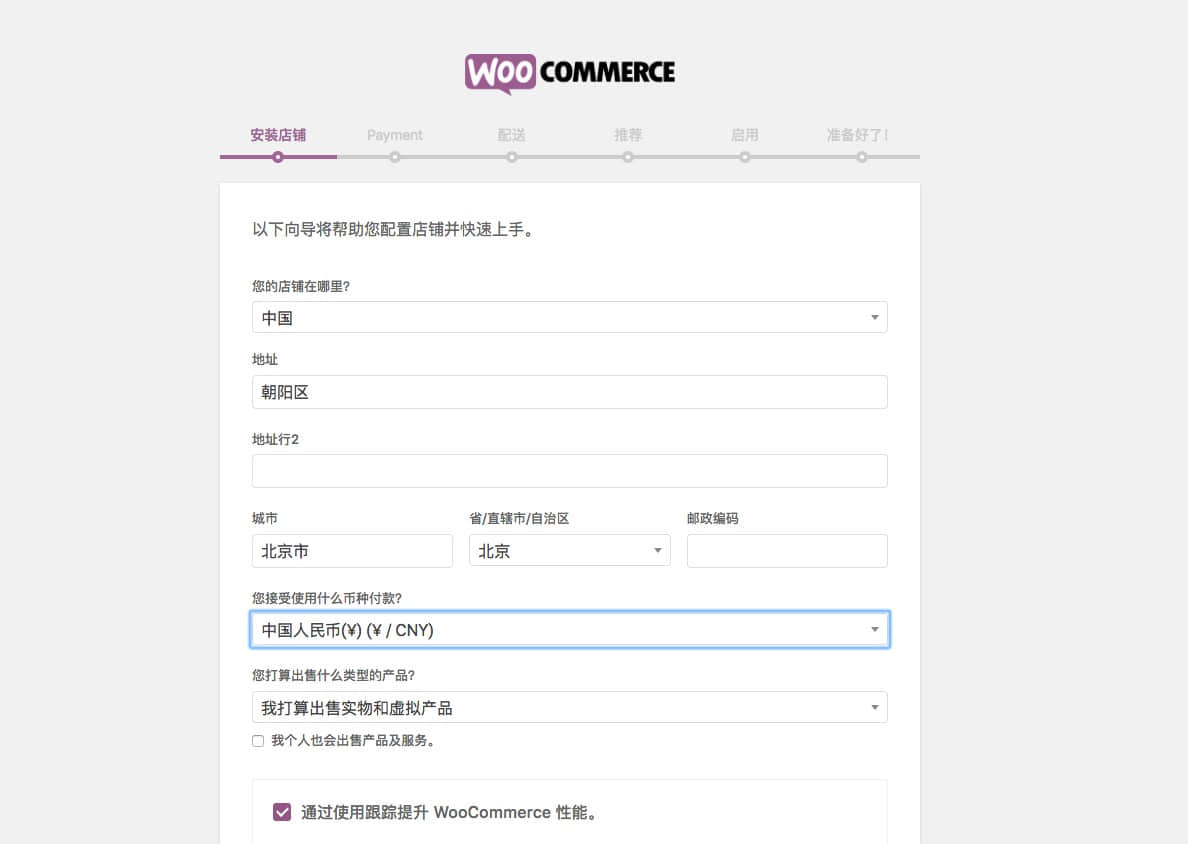 WOO COMMERCE
安装店铺 Payment 配送 推荐 启用 准备好了!
以下向导将帮助您配置店铺并快速上手。
您的店铺在哪里?
中国
地址
朝阳区
地址行2
城市 省/直辖市/自治区 邮政编码
北京市 北京
您接受使用什么币种付款?
中国人民币(¥) (¥ / CNY)
您打算出售什么类型的产品?
我打算出售实物和虚拟产品
我个人也会出售产品及服务。
通过使用跟踪提升 WooCommerce 性能。